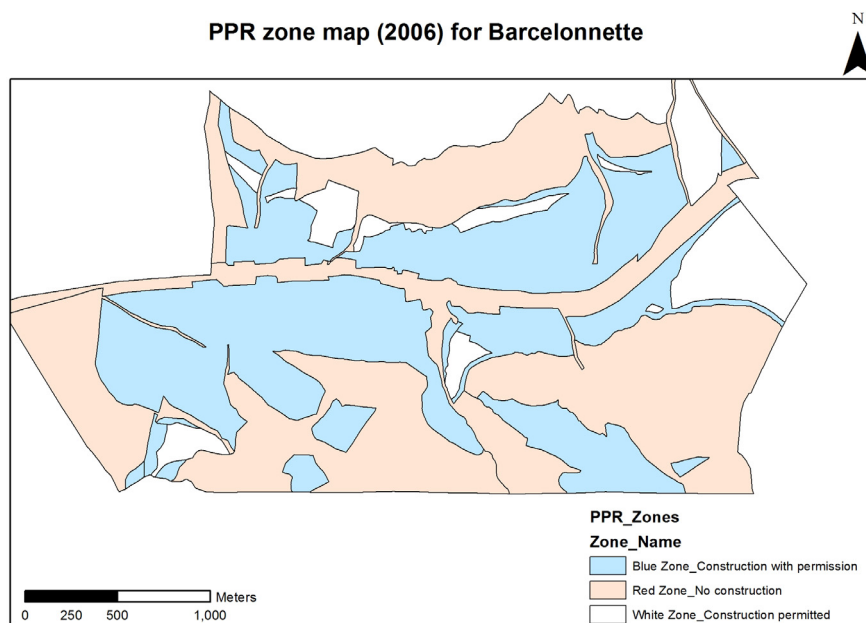 PPR zone map (2006) for Barcelonnette
N
PPR_Zones
Zone_Name
Blue Zone_Construction with permission
Red Zone_No construction
White Zone_Construction permitted
Meters
0 250 500 1,000